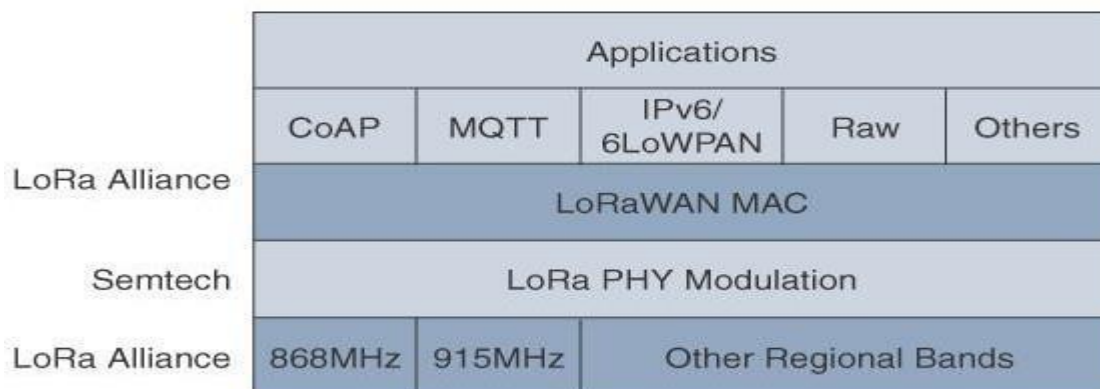 Applications
CoAP MQTT IPv6/ Raw Others
6LoWPAN
LoRa Alliance
LoRaWAN MAC
Semtech LoRa PHY Modulation
LoRa Alliance 868MHz 915MHz Other Regional Bands